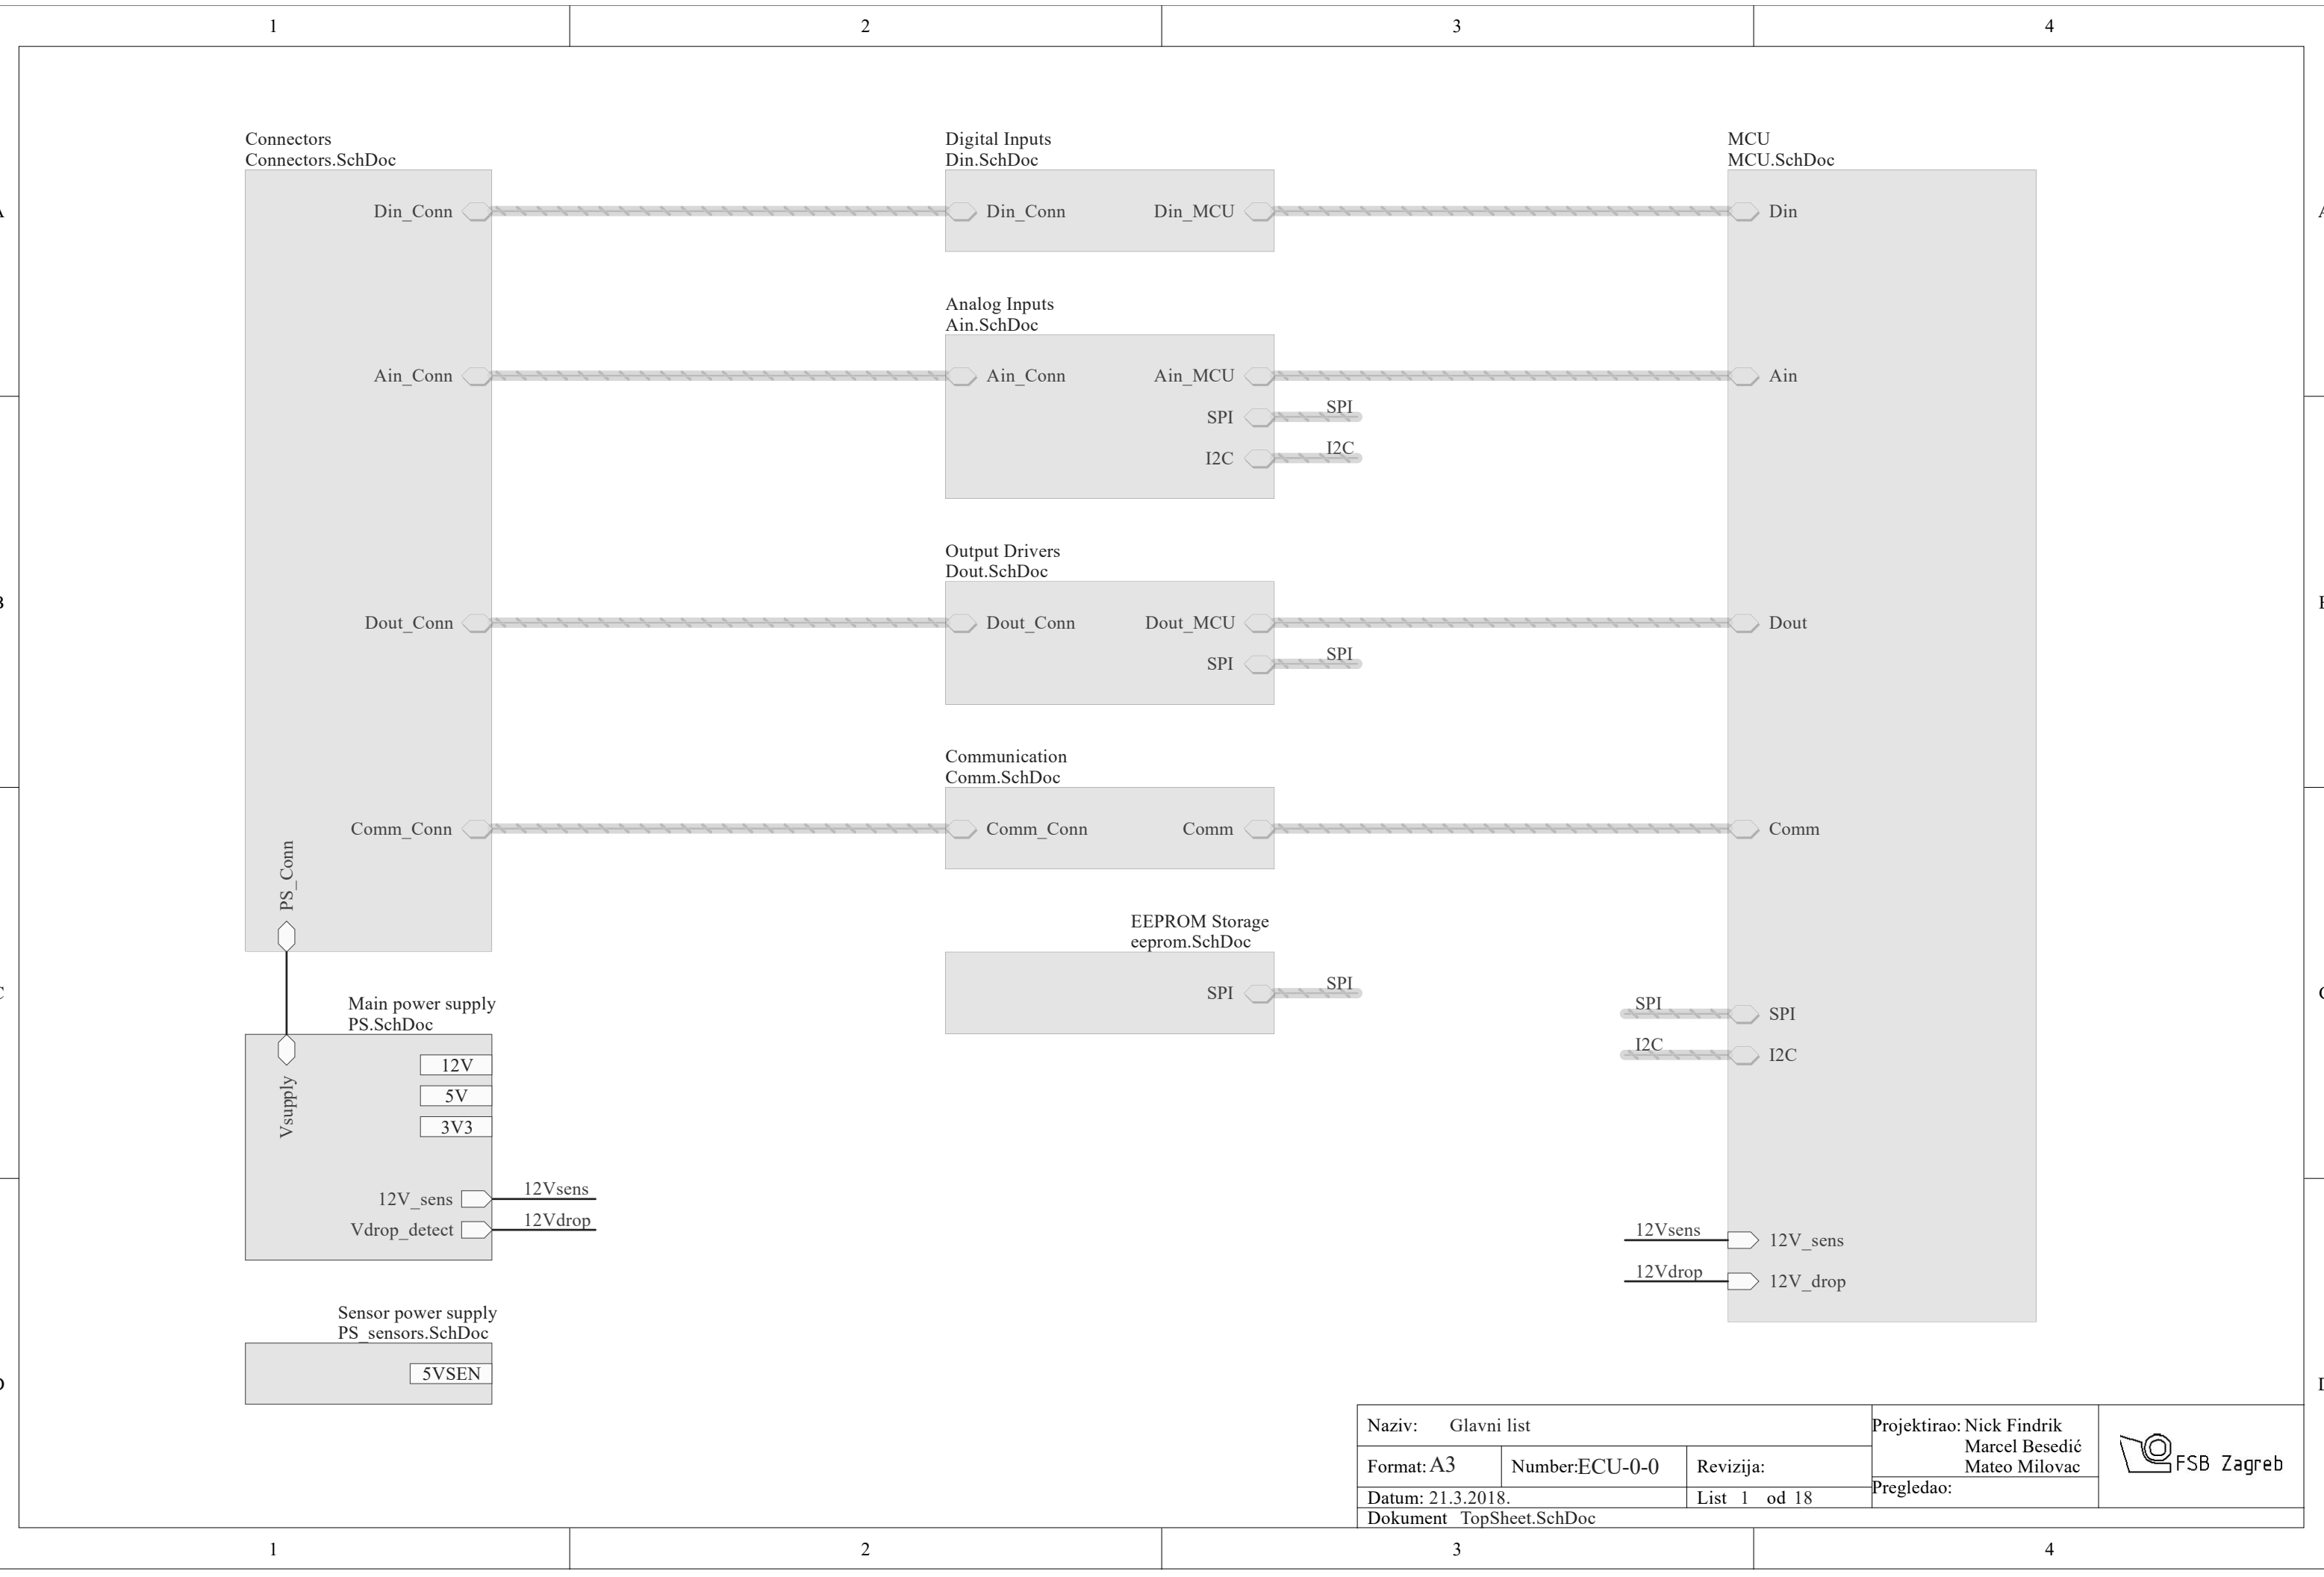 1 2 3 4
Connectors
Connectors.SchDoc
Din_Conn
Ain_Conn
Dout_Conn
Comm_Conn
PS_Conn
Digital Inputs
Din.SchDoc
Din_Conn Din_MCU
Analog Inputs
Ain.SchDoc
Ain_Conn Ain_MCU
SPI SPI
I2C I2C
Output Drivers
Dout.SchDoc
Dout_Conn Dout_MCU
SPI SPI
Communication
Comm.SchDoc
Comm_Conn Comm
EEPROM Storage
eeprom.SchDoc
SPI SPI
MCU
MCU.SchDoc
Din
Ain
Dout
Comm
SPI SPI
I2C I2C
12Vsens 12V_sens
12Vdrop 12V_drop
Main power supply
PS.SchDoc
Vsupply
12V
5V
3V3
12V_sens 12Vsens
Vdrop_detect 12Vdrop
Sensor power supply
PS_sensors.SchDoc
5VSEN
Naziv: Glavni list
Format: A3 Number:ECU-0-0 Revizija:
Datum: 21.3.2018. List 1 od 18
Dokument TopSheet.SchDoc
Projektirao: Nick Findrik
Marcel Besedić
Mateo Milovac
Pregledao:
FSB Zagreb
1 2 3 4